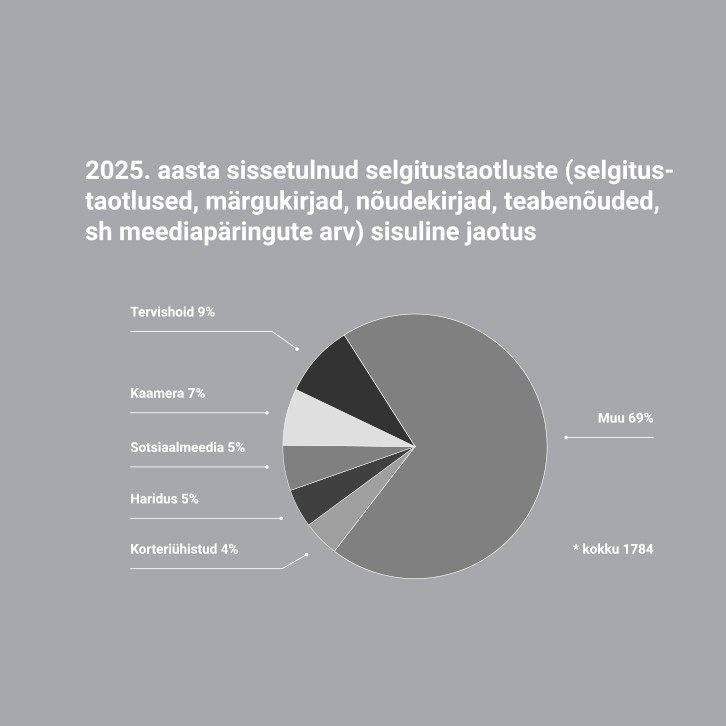 2025. aasta sissetulnud selgitustaotluste (selgitus-
taotlused, märgukirjad, nõudekirjad, teabenõuded,
sh meediapäringute arv) sisuline jaotus
Tervishoid 9%
Kaamera 7%
Muu 69%
Sotsiaalmeedia 5%
Haridus 5%
Korteriühistud 4%
* kokku 1784